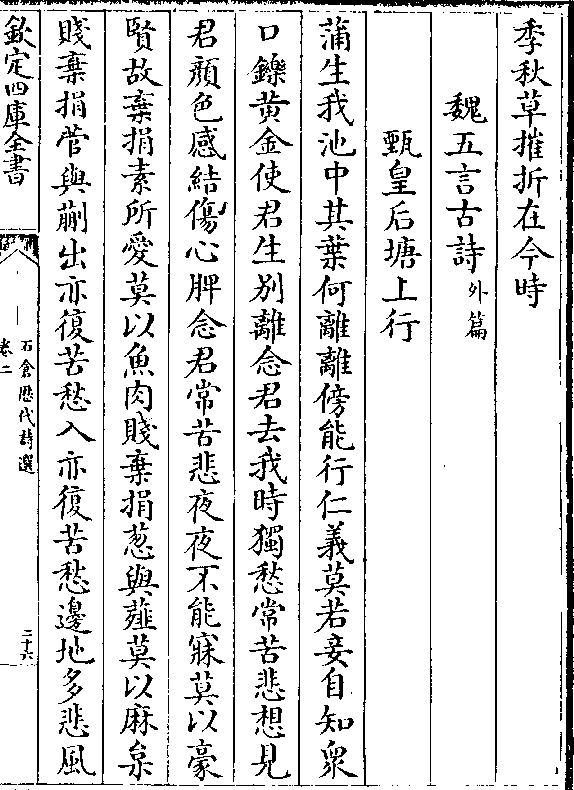 季秋草摧折在今時
魏五言古詩外篇
甄皇后塘上行
蒲生我池中其葉何離離傍能行仁義莫若妾自知衆
口鑠黄金使君生别離念君去我時獨愁常苦悲想見
君顔色感結傷心脾念君常苦悲夜夜不能寐莫以豪
賢故棄捐素所愛莫以魚肉賤棄捐葱與薤莫以麻枲
賤棄捐菅與蒯出亦復苦愁入亦復苦愁邊地多悲風
欽定四庫全書
石倉歴代詩選
卷二
二十六